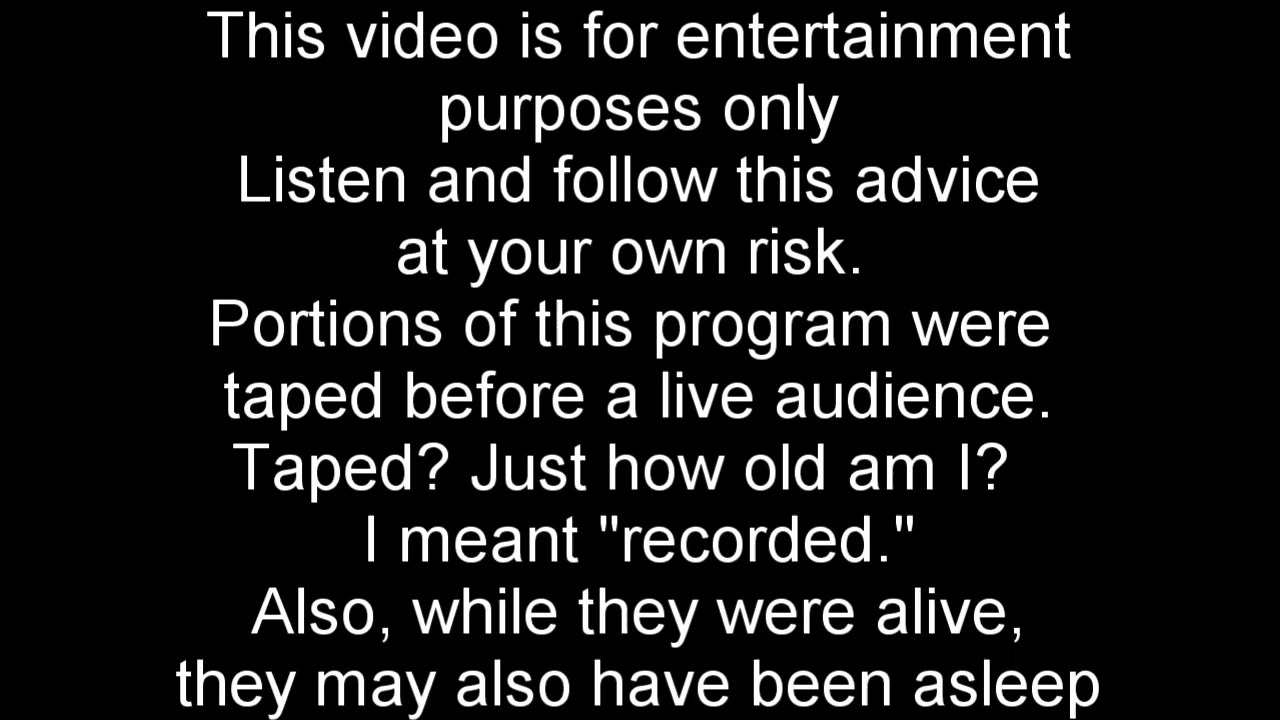 This video is for entertainment
purposes only
Listen and follow this advice
at your own risk.
Portions of this program were
taped before a live audience.
Taped? Just how old am I?
I meant "recorded."
Also, while they were alive,
they may also have been asleep